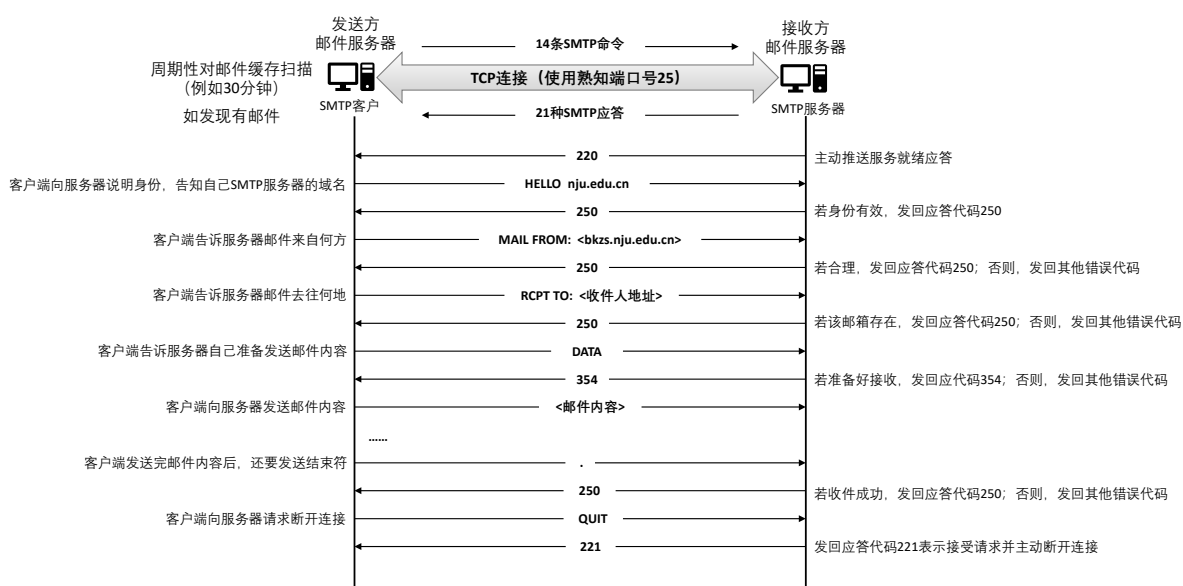 发送方
邮件服务器
接收方
邮件服务器
14条SMTP命令
周期性对邮件缓存扫描
（例如30分钟）
如发现有邮件
TCP连接（使用熟知端口号25）
SMTP客户
SMTP服务器
21种SMTP应答
220
主动推送服务就绪应答
客户端向服务器说明身份，告知自己SMTP服务器的域名
HELLO nju.edu.cn
250
若身份有效，发回应答代码250
客户端告诉服务器邮件来自何方
MAIL FROM: <bkzs.nju.edu.cn>
250
若合理，发回应答代码250；否则，发回其他错误代码
客户端告诉服务器邮件去往何地
RCPT TO: <收件人地址>
250
若该邮箱存在，发回应答代码250；否则，发回其他错误代码
客户端告诉服务器自己准备发送邮件内容
DATA
354
若准备好接收，发回应代码354；否则，发回其他错误代码
客户端向服务器发送邮件内容
<邮件内容>
......
客户端发送完邮件内容后，还要发送结束符
.
250
若收件成功，发回应答代码250；否则，发回其他错误代码
客户端向服务器请求断开连接
QUIT
221
发回应答代码221表示接受请求并主动断开连接